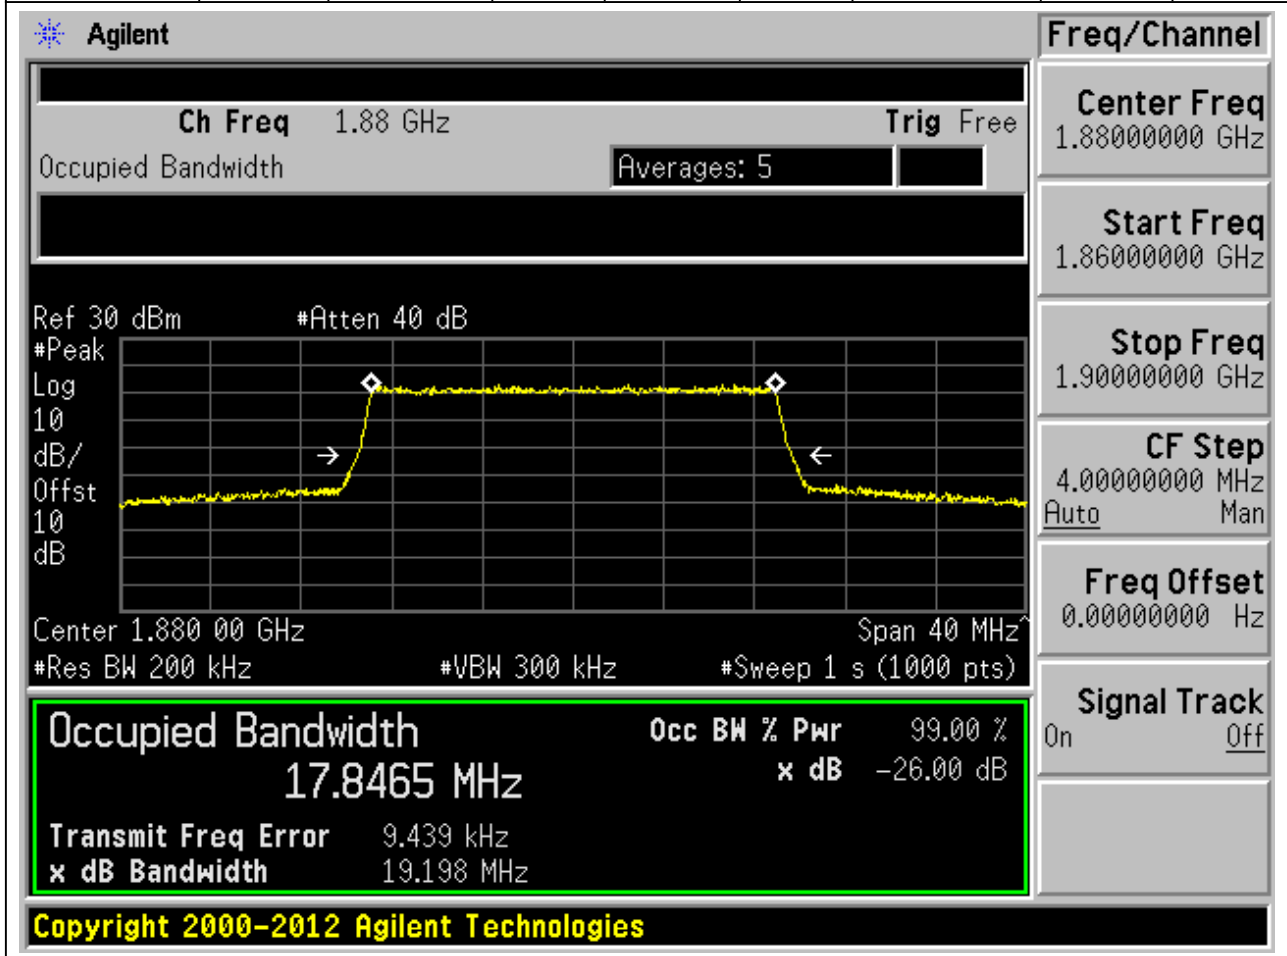 Agilent
Freq/Channel
Ch Freq 1.88 GHz Trig Free
Occupied Bandwidth Averages: 5
Center Freq
1.88000000 GHz
Start Freq
1.86000000 GHz
Stop Freq
1.90000000 GHz
CF Step
4.00000000 MHz
Auto Man
Freq Offset
0.00000000 Hz
Signal Track
On Off
Ref 30 dBm #Atten 40 dB
#Peak
Log
10
dB/
Offst
10
dB
Center 1.880 00 GHz Span 40 MHz^
#Res BW 200 kHz #VBW 300 kHz #Sweep 1 s (1000 pts)
Occupied Bandwidth Occ BW % Pwr 99.00 %
17.8465 MHz x dB -26.00 dB
Transmit Freq Error 9.439 kHz
x dB Bandwidth 19.198 MHz
Copyright 2000-2012 Agilent Technologies